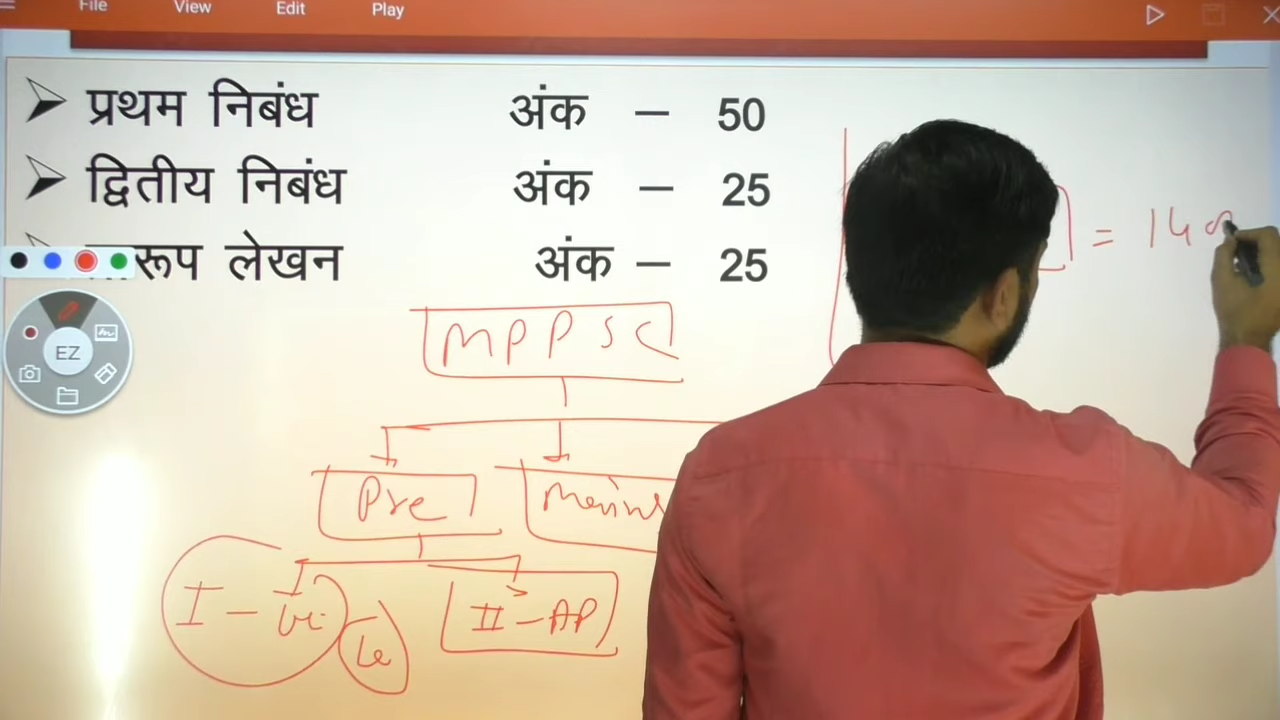 File View Edit Play
प्रथम निबंध अंक – 50
द्वितीय निबंध अंक – 25
लेखन अंक – 25
= 14
MPPSC
Pre Mains
I – II – AP
EZ